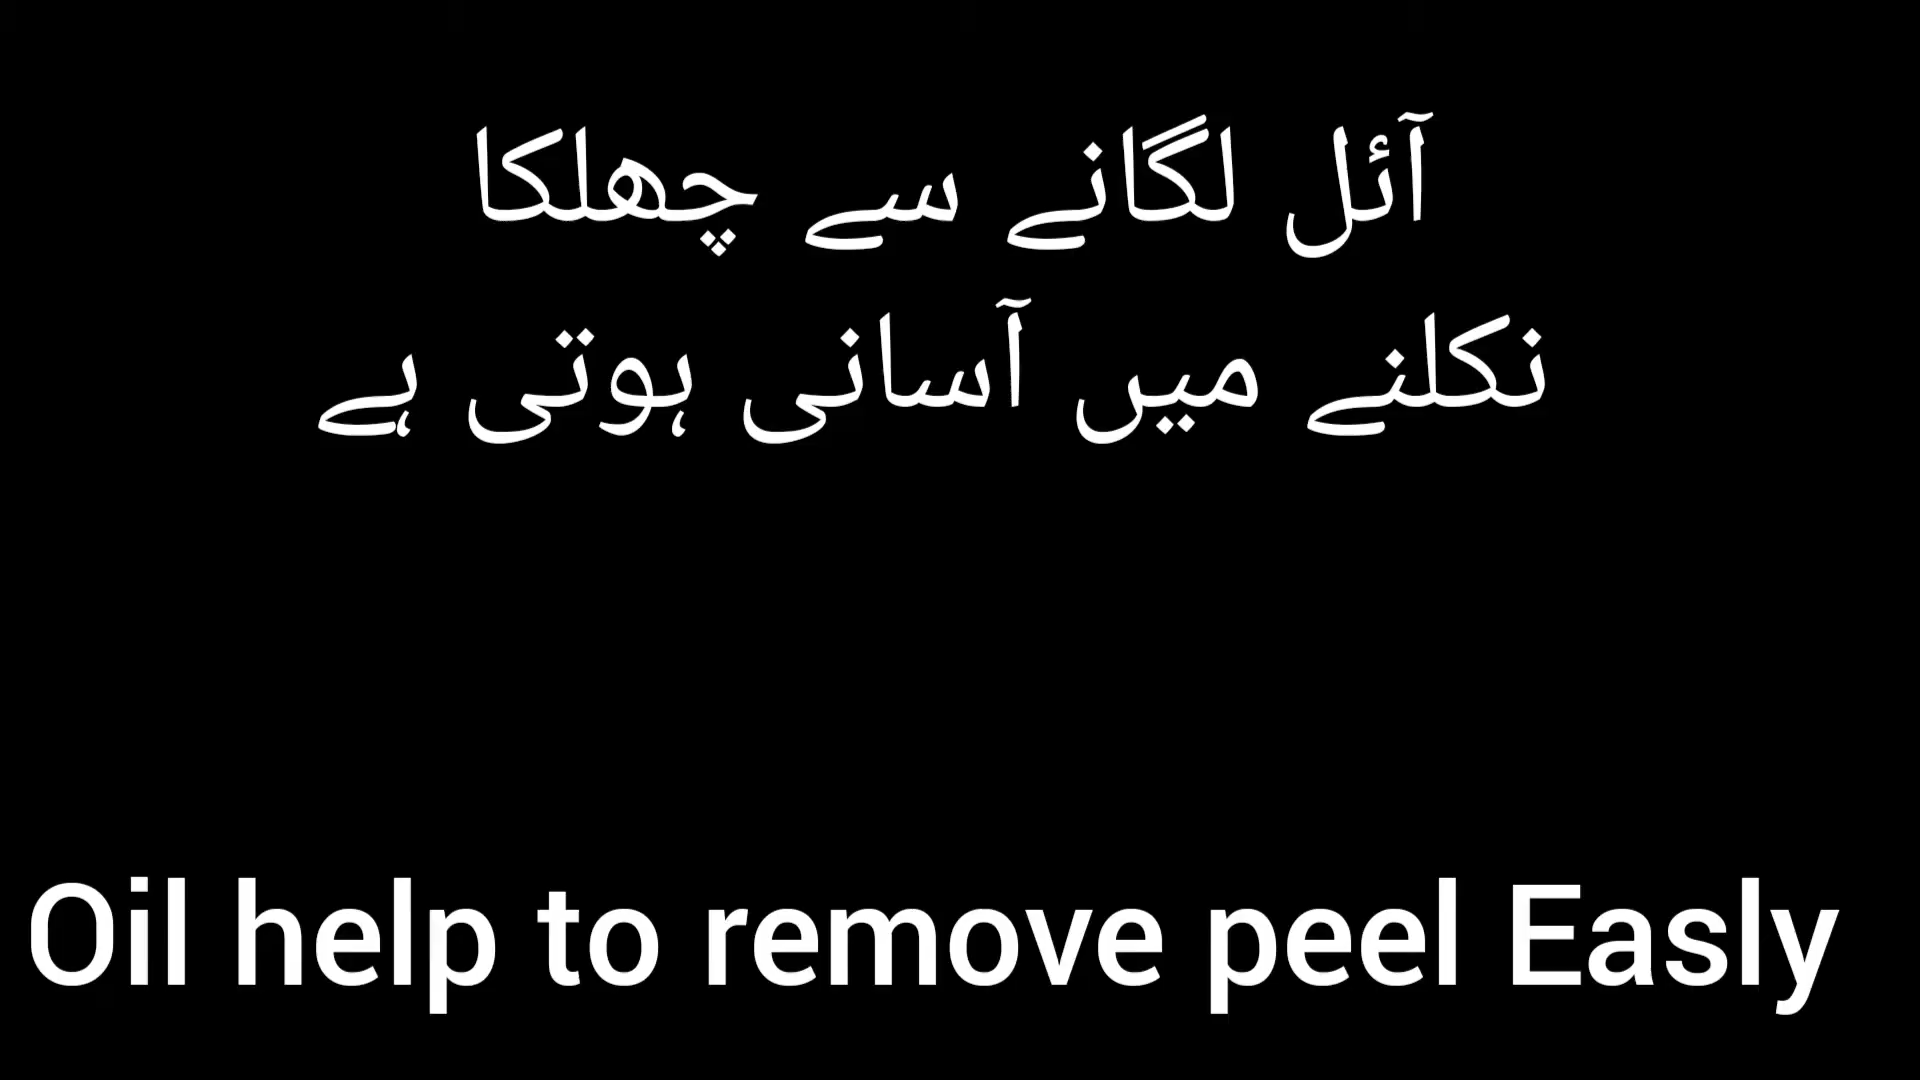 آئل لگانے سے چھلکا
نکلنے میں آسانی ہوتی ہے
Oil help to remove peel Easly